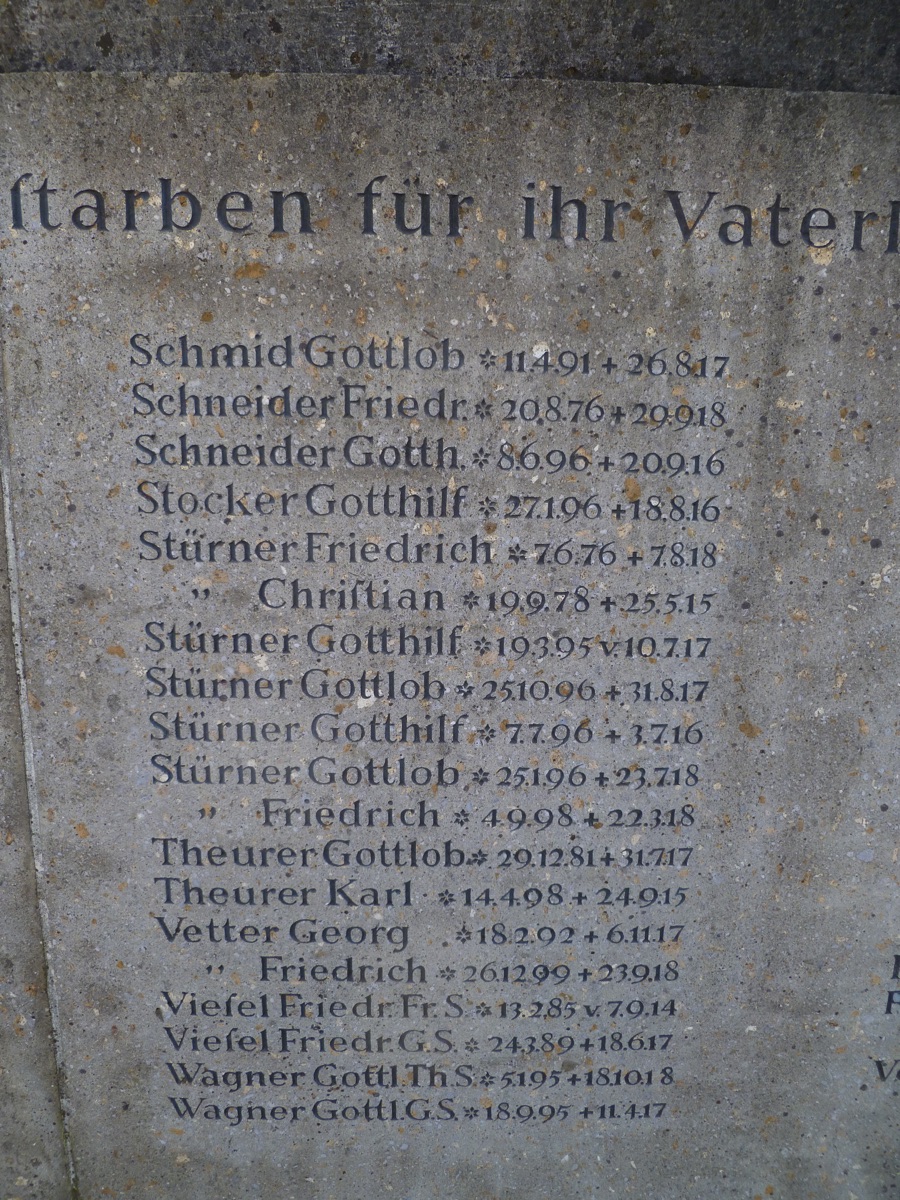 ſtarben für ihr Vaterl
Schmid Gottlob * 11.4.91 + 26.8.17
Schneider Friedr. * 20.8.76 + 29.9.18
Schneider Gotth. * 8.6.96 + 20.9.16
Stocker Gotthilf * 27.1.96 + 18.8.16
Stürner Friedrich * 7.6.76 + 7.8.18
" Chriſtian * 19.9.78 + 25.5.15
Stürner Gotthilf * 19.3.95 v. 10.7.17
Stürner Gottlob * 25.10.96 + 31.8.17
Stürner Gotthilf * 7.7.96 + 3.7.16
Stürner Gottlob * 25.1.96 + 23.7.18
" Friedrich * 4.9.98 + 22.3.18
Theurer Gottlob * 29.12.81 + 31.7.17
Theurer Karl * 14.4.98 + 24.9.15
Vetter Georg * 18.2.92 + 6.11.17
" Friedrich * 26.12.99 + 23.9.18
Vieſel Friedr. Fr. S. * 13.2.85 v. 7.9.14
Vieſel Friedr. G.S. * 24.3.89 + 18.6.17
Wagner Gottl. Th.S. * 5.1.95 + 18.10.18
Wagner Gottl. G.S. * 18.9.95 + 11.4.17